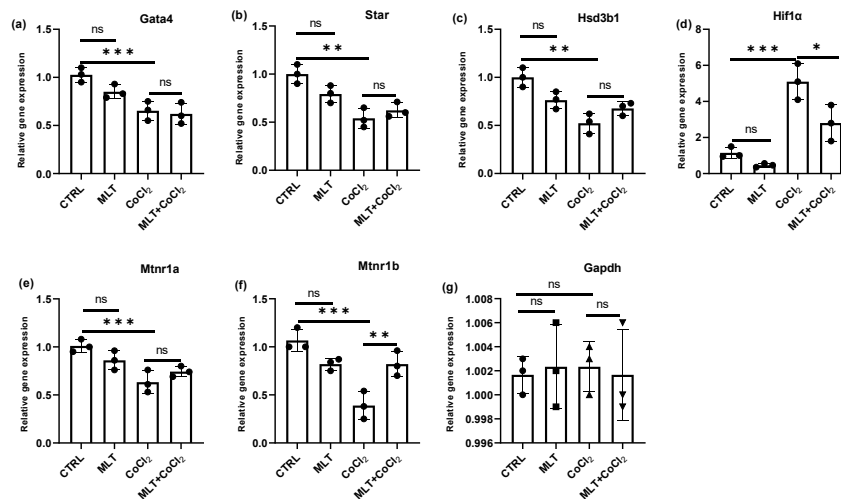 (a)
Gata4
ns
***
ns
Relative gene expression
1.5
1.0
0.5
0.0
CTRL
MLT
CoCl₂
MLT+CoCl₂
(b)
Star
ns
**
ns
Relative gene expression
1.5
1.0
0.5
0.0
CTRL
MLT
CoCl₂
MLT+CoCl₂
(c)
Hsd3b1
ns
**
ns
Relative gene expression
1.5
1.0
0.5
0.0
CTRL
MLT
CoCl₂
MLT+CoCl₂
(d)
Hif1α
***
*
ns
Relative gene expression
8
6
4
2
0
CTRL
MLT
CoCl₂
MLT+CoCl₂
(e)
Mtnr1a
ns
***
ns
Relative gene expression
1.5
1.0
0.5
0.0
CTRL
MLT
CoCl₂
MLT+CoCl₂
(f)
Mtnr1b
ns
***
**
Relative gene expression
1.5
1.0
0.5
0.0
CTRL
MLT
CoCl₂
MLT+CoCl₂
(g)
Gapdh
ns
ns
ns
Relative gene expression
1.008
1.006
1.004
1.002
1.000
0.998
0.996
CTRL
MLT
CoCl₂
MLT+CoCl₂